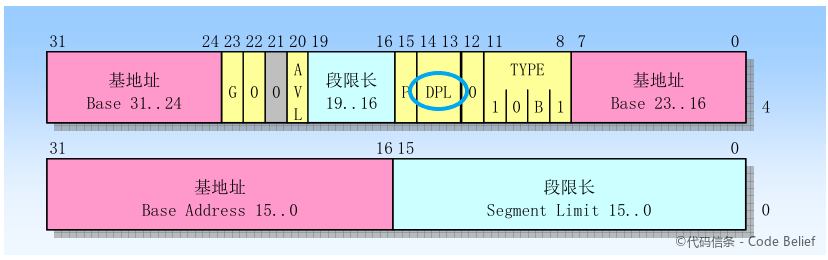 31 24 23 22 21 20 19 16 15 14 13 12 11 8 7 0
基地址
Base 31..24
G
0
0
A
V
L
段限长
19..16
P
DPL
0
TYPE
1 0 B 1
基地址
Base 23..16
4
31 16 15 0
基地址
Base Address 15..0
段限长
Segment Limit 15..0
0
©代码信条 - Code Belief